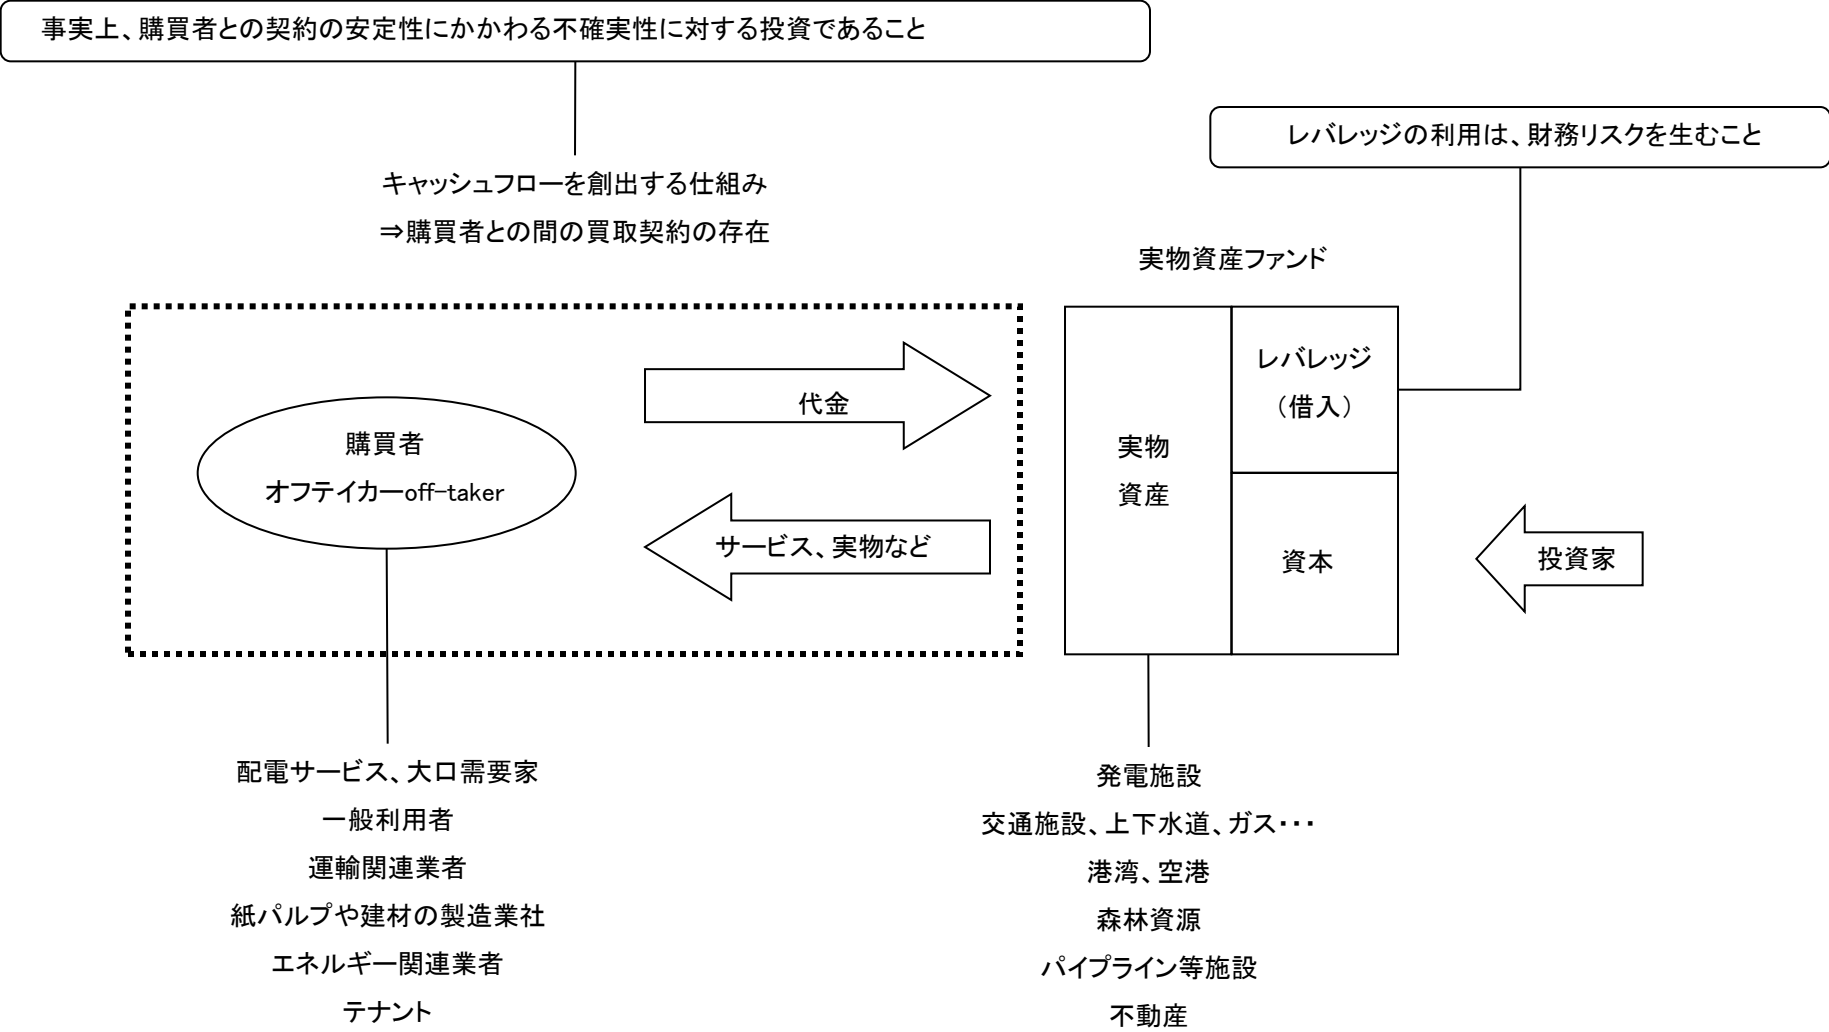 事実上、購買者との契約の安定性にかかわる不確実性に対する投資であること
レバレッジの利用は、財務リスクを生むこと
キャッシュフローを創出する仕組み
⇒購買者との間の買取契約の存在
実物資産ファンド
代金
購買者
オフテイカーoff-taker
サービス、実物など
実物
資産
レバレッジ
（借入）
資本
投資家
配電サービス、大口需要家
一般利用者
運輸関連業者
紙パルプや建材の製造業社
エネルギー関連業者
テナント
発電施設
交通施設、上下水道、ガス・・・
港湾、空港
森林資源
パイプライン等施設
不動産